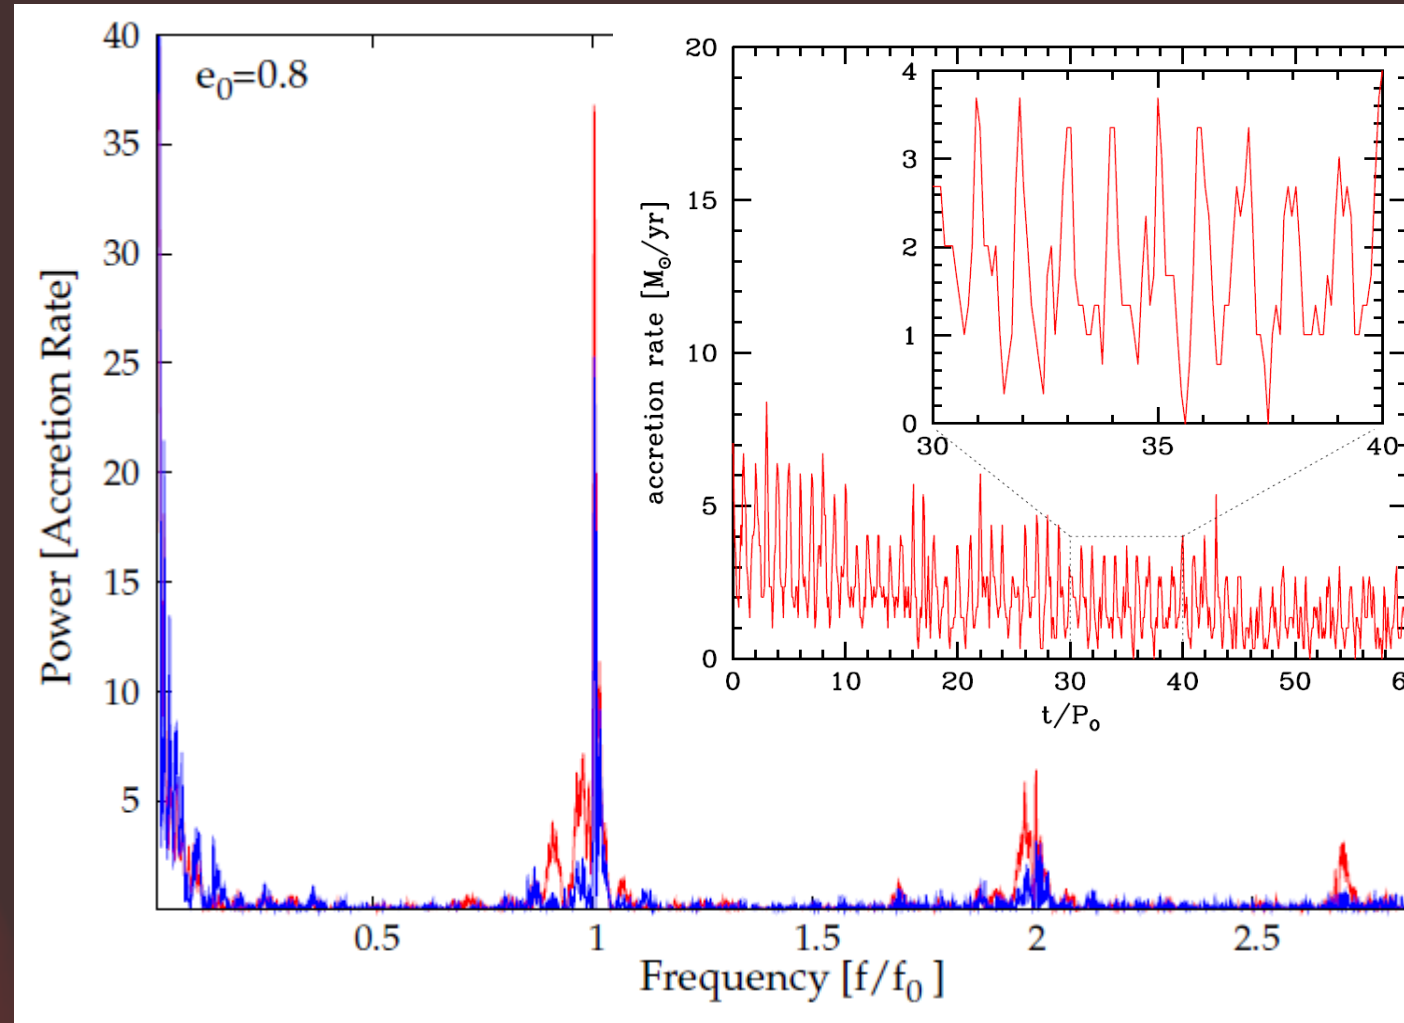 e₀=0.8
Power [Accretion Rate]
40
35
30
25
20
15
10
5
0.5 1 1.5 2 2.5
Frequency [f/f₀ ]
accretion rate [M⊙/yr]
20
15
10
5
0
0 10 20 30 40 50 6
t/P₀
4
3
2
1
0
30 35 40